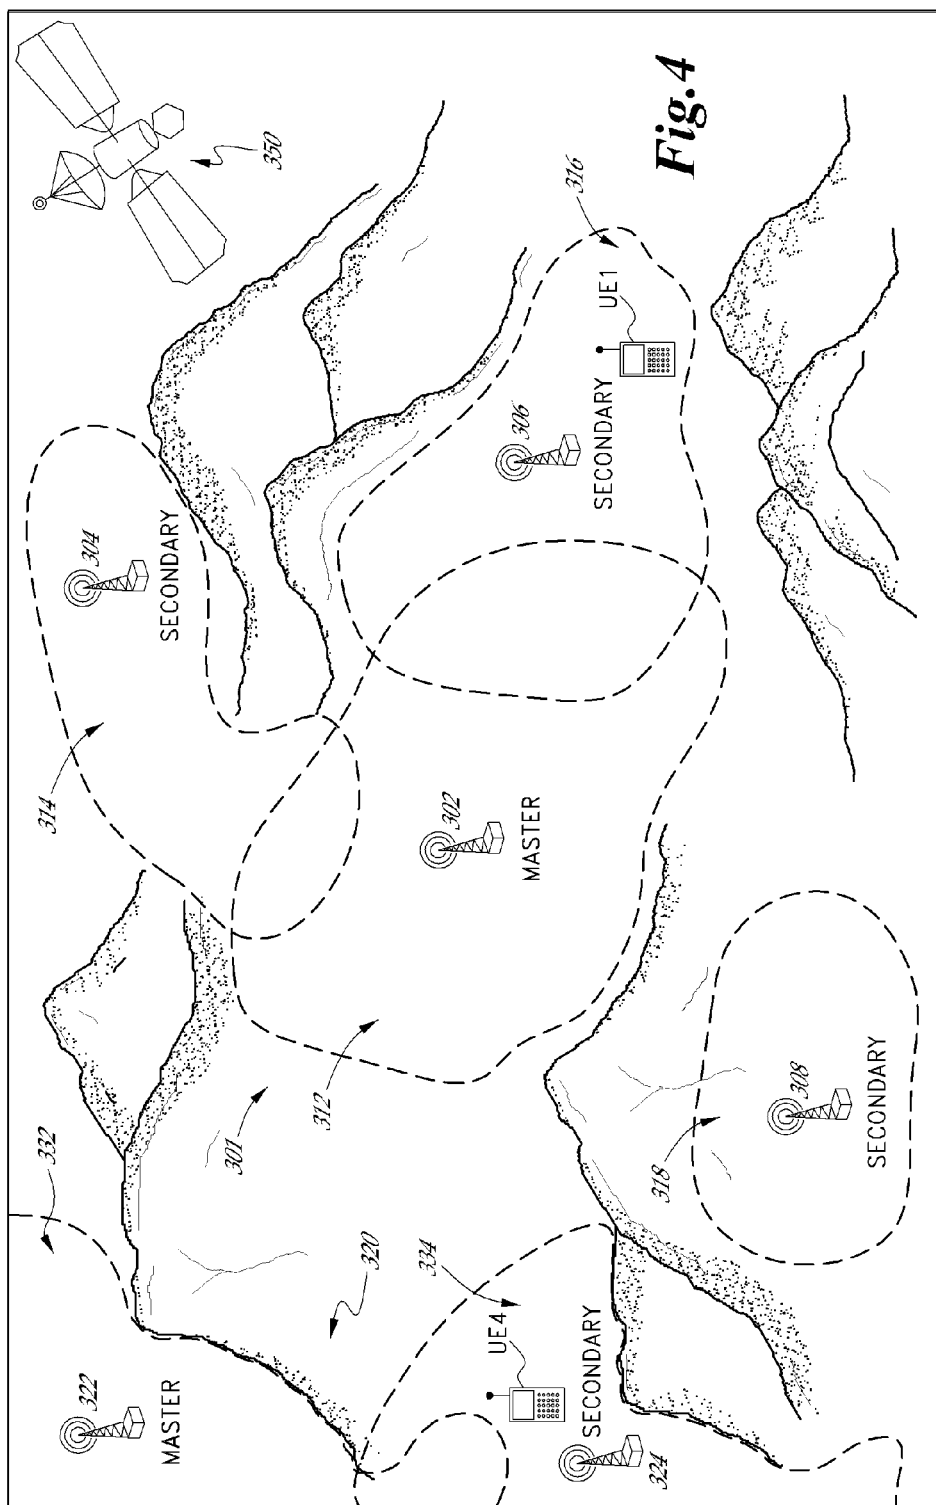 350
Fig.4
316
UE1
306
SECONDARY
304
SECONDARY
314
302
MASTER
312
301
332
308
SECONDARY
318
320
334
UE4
322
MASTER
SECONDARY
324